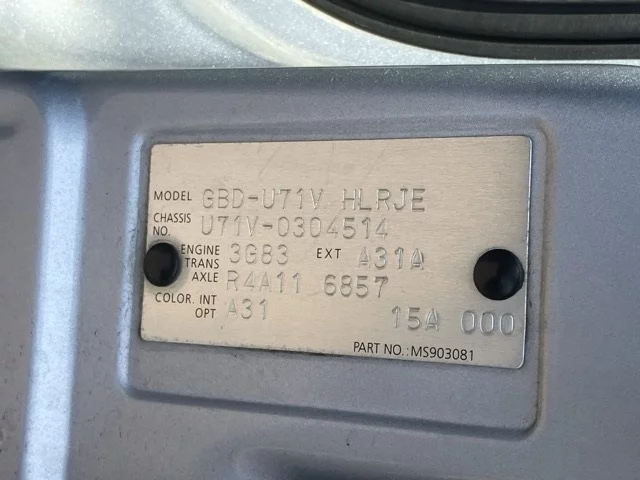 MODEL GBD-U71V HLRJE
CHASSIS NO. U71V-0304514
ENGINE 3G83 EXT A31A
TRANS AXLE R4A11 6857
COLOR. INT OPT A31 15A 000
PART NO.: MS903081